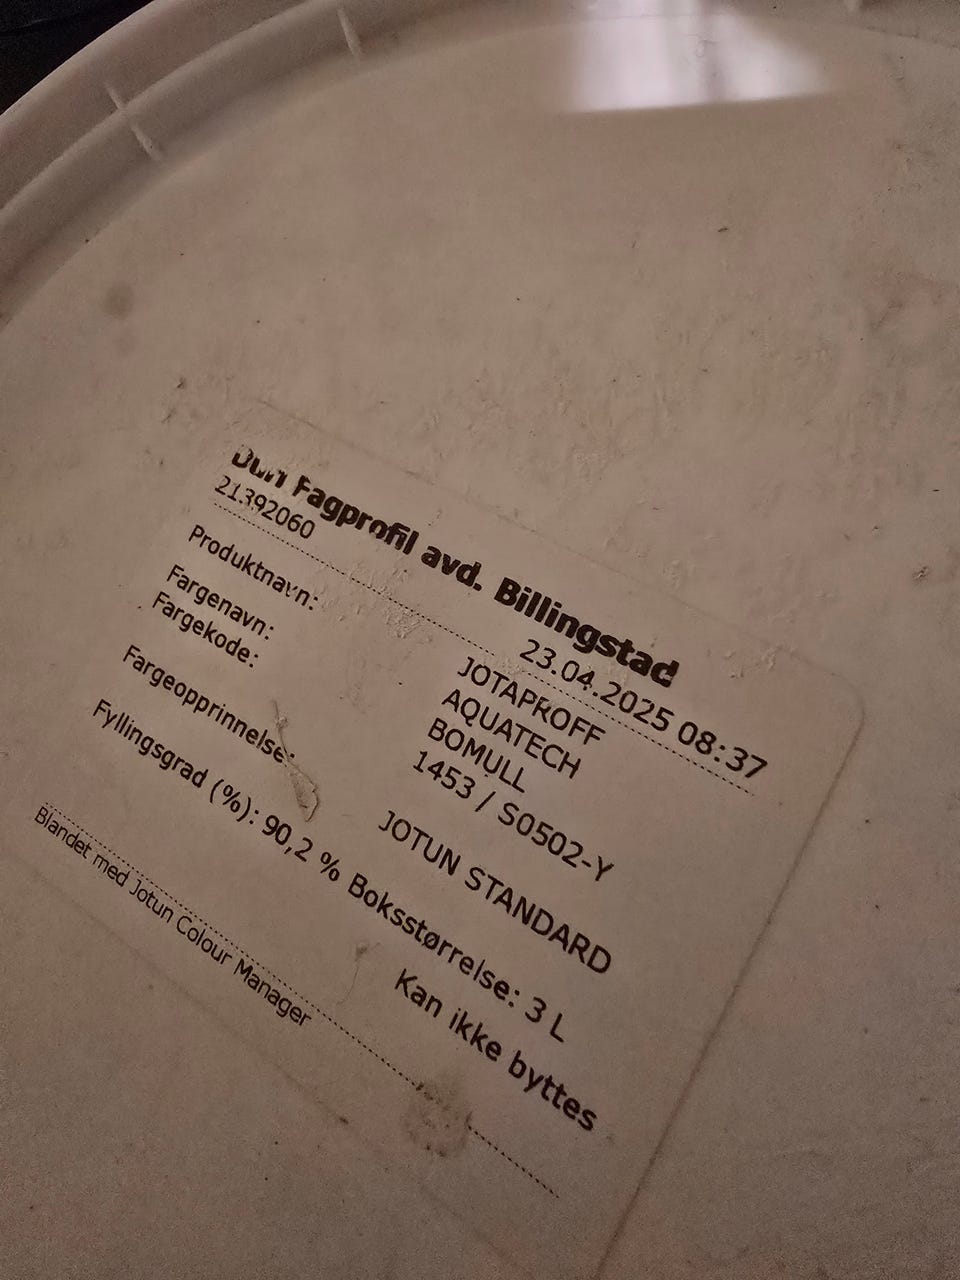 Fagprofil avd. Billingstad
21392060 23.04.2025 08:37
Produktnavn: JOTAPROFF
AQUATECH
Fargenavn: BOMULL
Fargekode: 1453 / S0502-Y
Fargeopprinnelse: JOTUN STANDARD
Fyllingsgrad (%): 90,2 % Boksstørrelse: 3 L
Kan ikke byttes
Blandet med Jotun Colour Manager